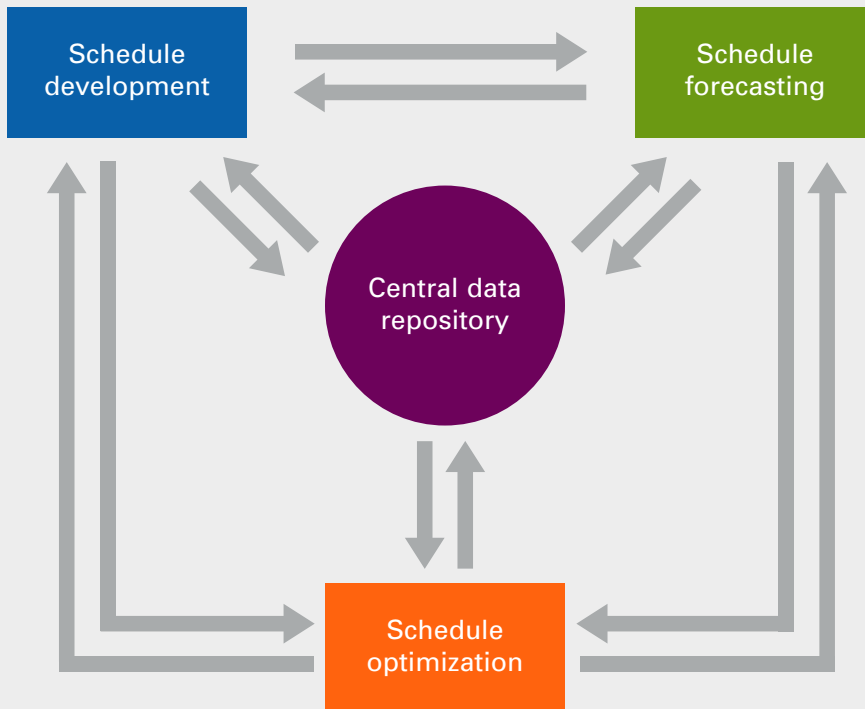 Schedule
development
Schedule
forecasting
Central data
repository
Schedule
optimization